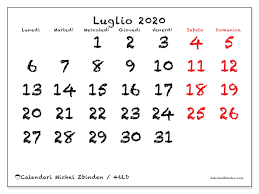 Luglio 2020
Lunedì Martedì Mercoledì Giovedì Venerdì Sabato Domenica
1 2 3 4 5
6 7 8 9 10 11 12
13 14 15 16 17 18 19
20 21 22 23 24 25 26
27 28 29 30 31
Calendari Michel Zbinden / 44LD